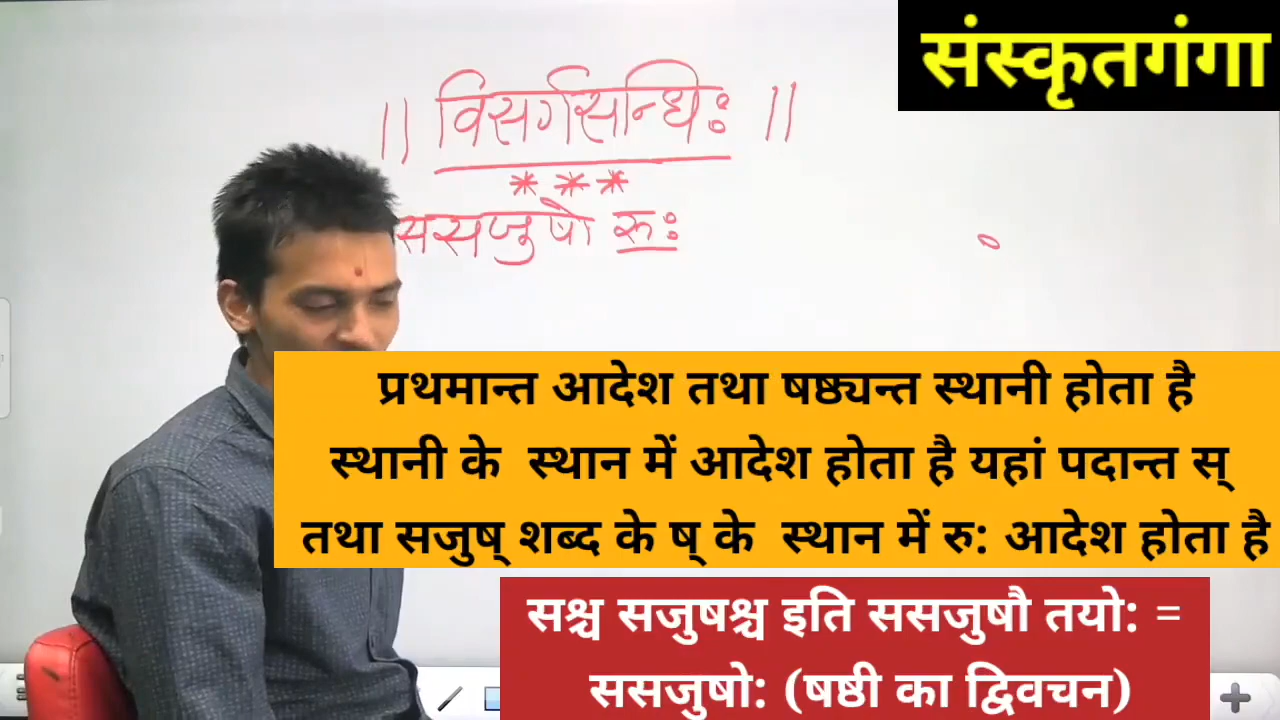 संस्कृतगंगा
|| विसर्गसन्धिः ||
***
ससजुषो रुः
प्रथमान्त आदेश तथा षष्ठ्यन्त स्थानी होता है
स्थानी के स्थान में आदेश होता है यहां पदान्त स्
तथा सजुष् शब्द के ष् के स्थान में रु: आदेश होता है
सश्च सजुषश्च इति ससजुषौ तयो: =
ससजुषो: (षष्ठी का द्विवचन)